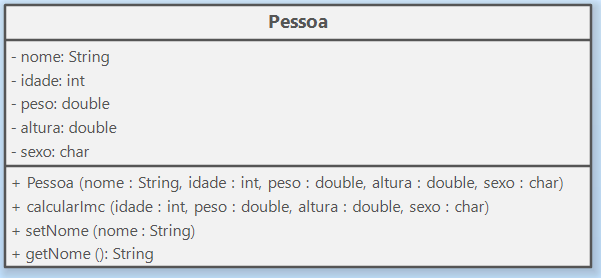 Pessoa
- nome: String
- idade: int
- peso: double
- altura: double
- sexo: char
+ Pessoa (nome : String, idade : int, peso : double, altura : double, sexo : char)
+ calcularImc (idade : int, peso : double, altura : double, sexo : char)
+ setNome (nome : String)
+ getNome (): String